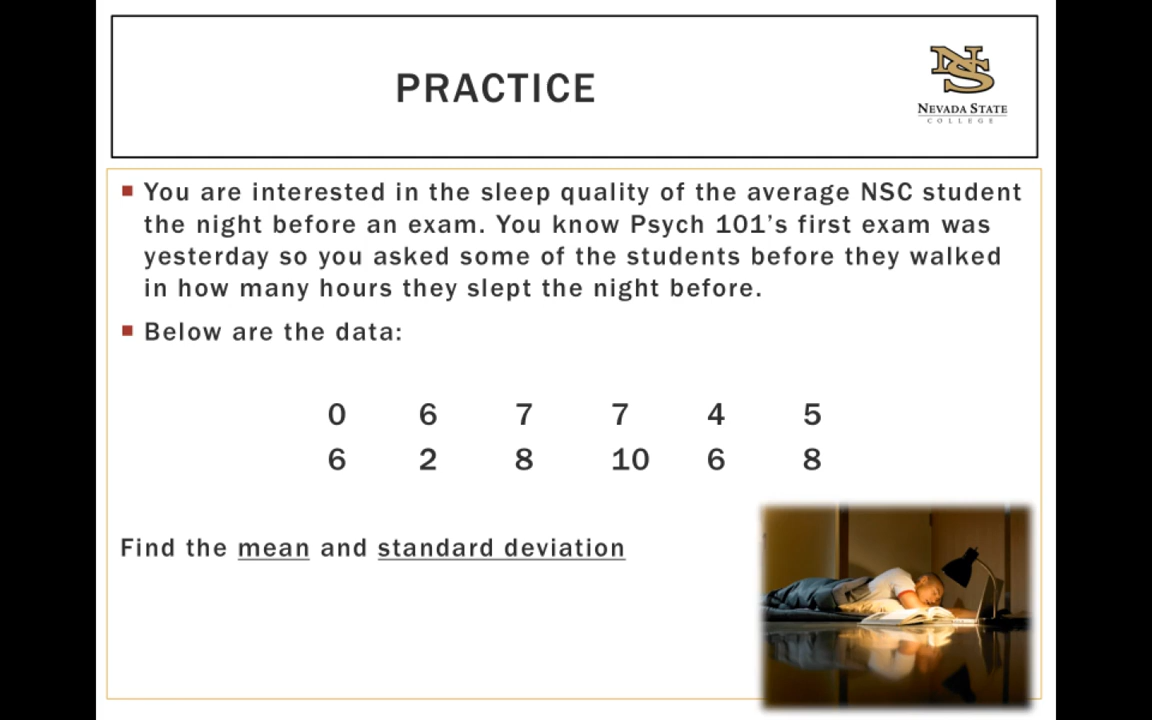 PRACTICE
NS
NEVADA STATE
COLLEGE
You are interested in the sleep quality of the average NSC student
the night before an exam. You know Psych 101’s first exam was
yesterday so you asked some of the students before they walked
in how many hours they slept the night before.
Below are the data:
0 6 7 7 4 5
6 2 8 10 6 8
Find the mean and standard deviation